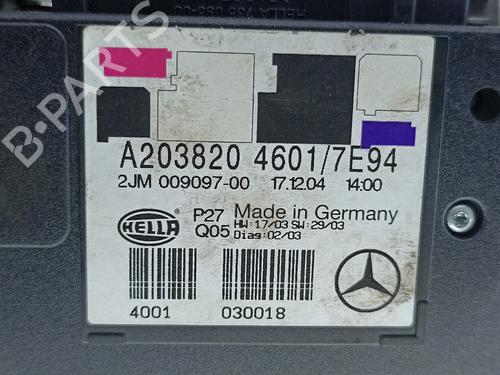 A203820 4601/7E94
2JM 009097-00 17.12.04 14:00
HELLA
P27 Made in Germany
Q05 HW:17/03 SW:29/03
Diag:02/03
4001 030018
B-PARTS